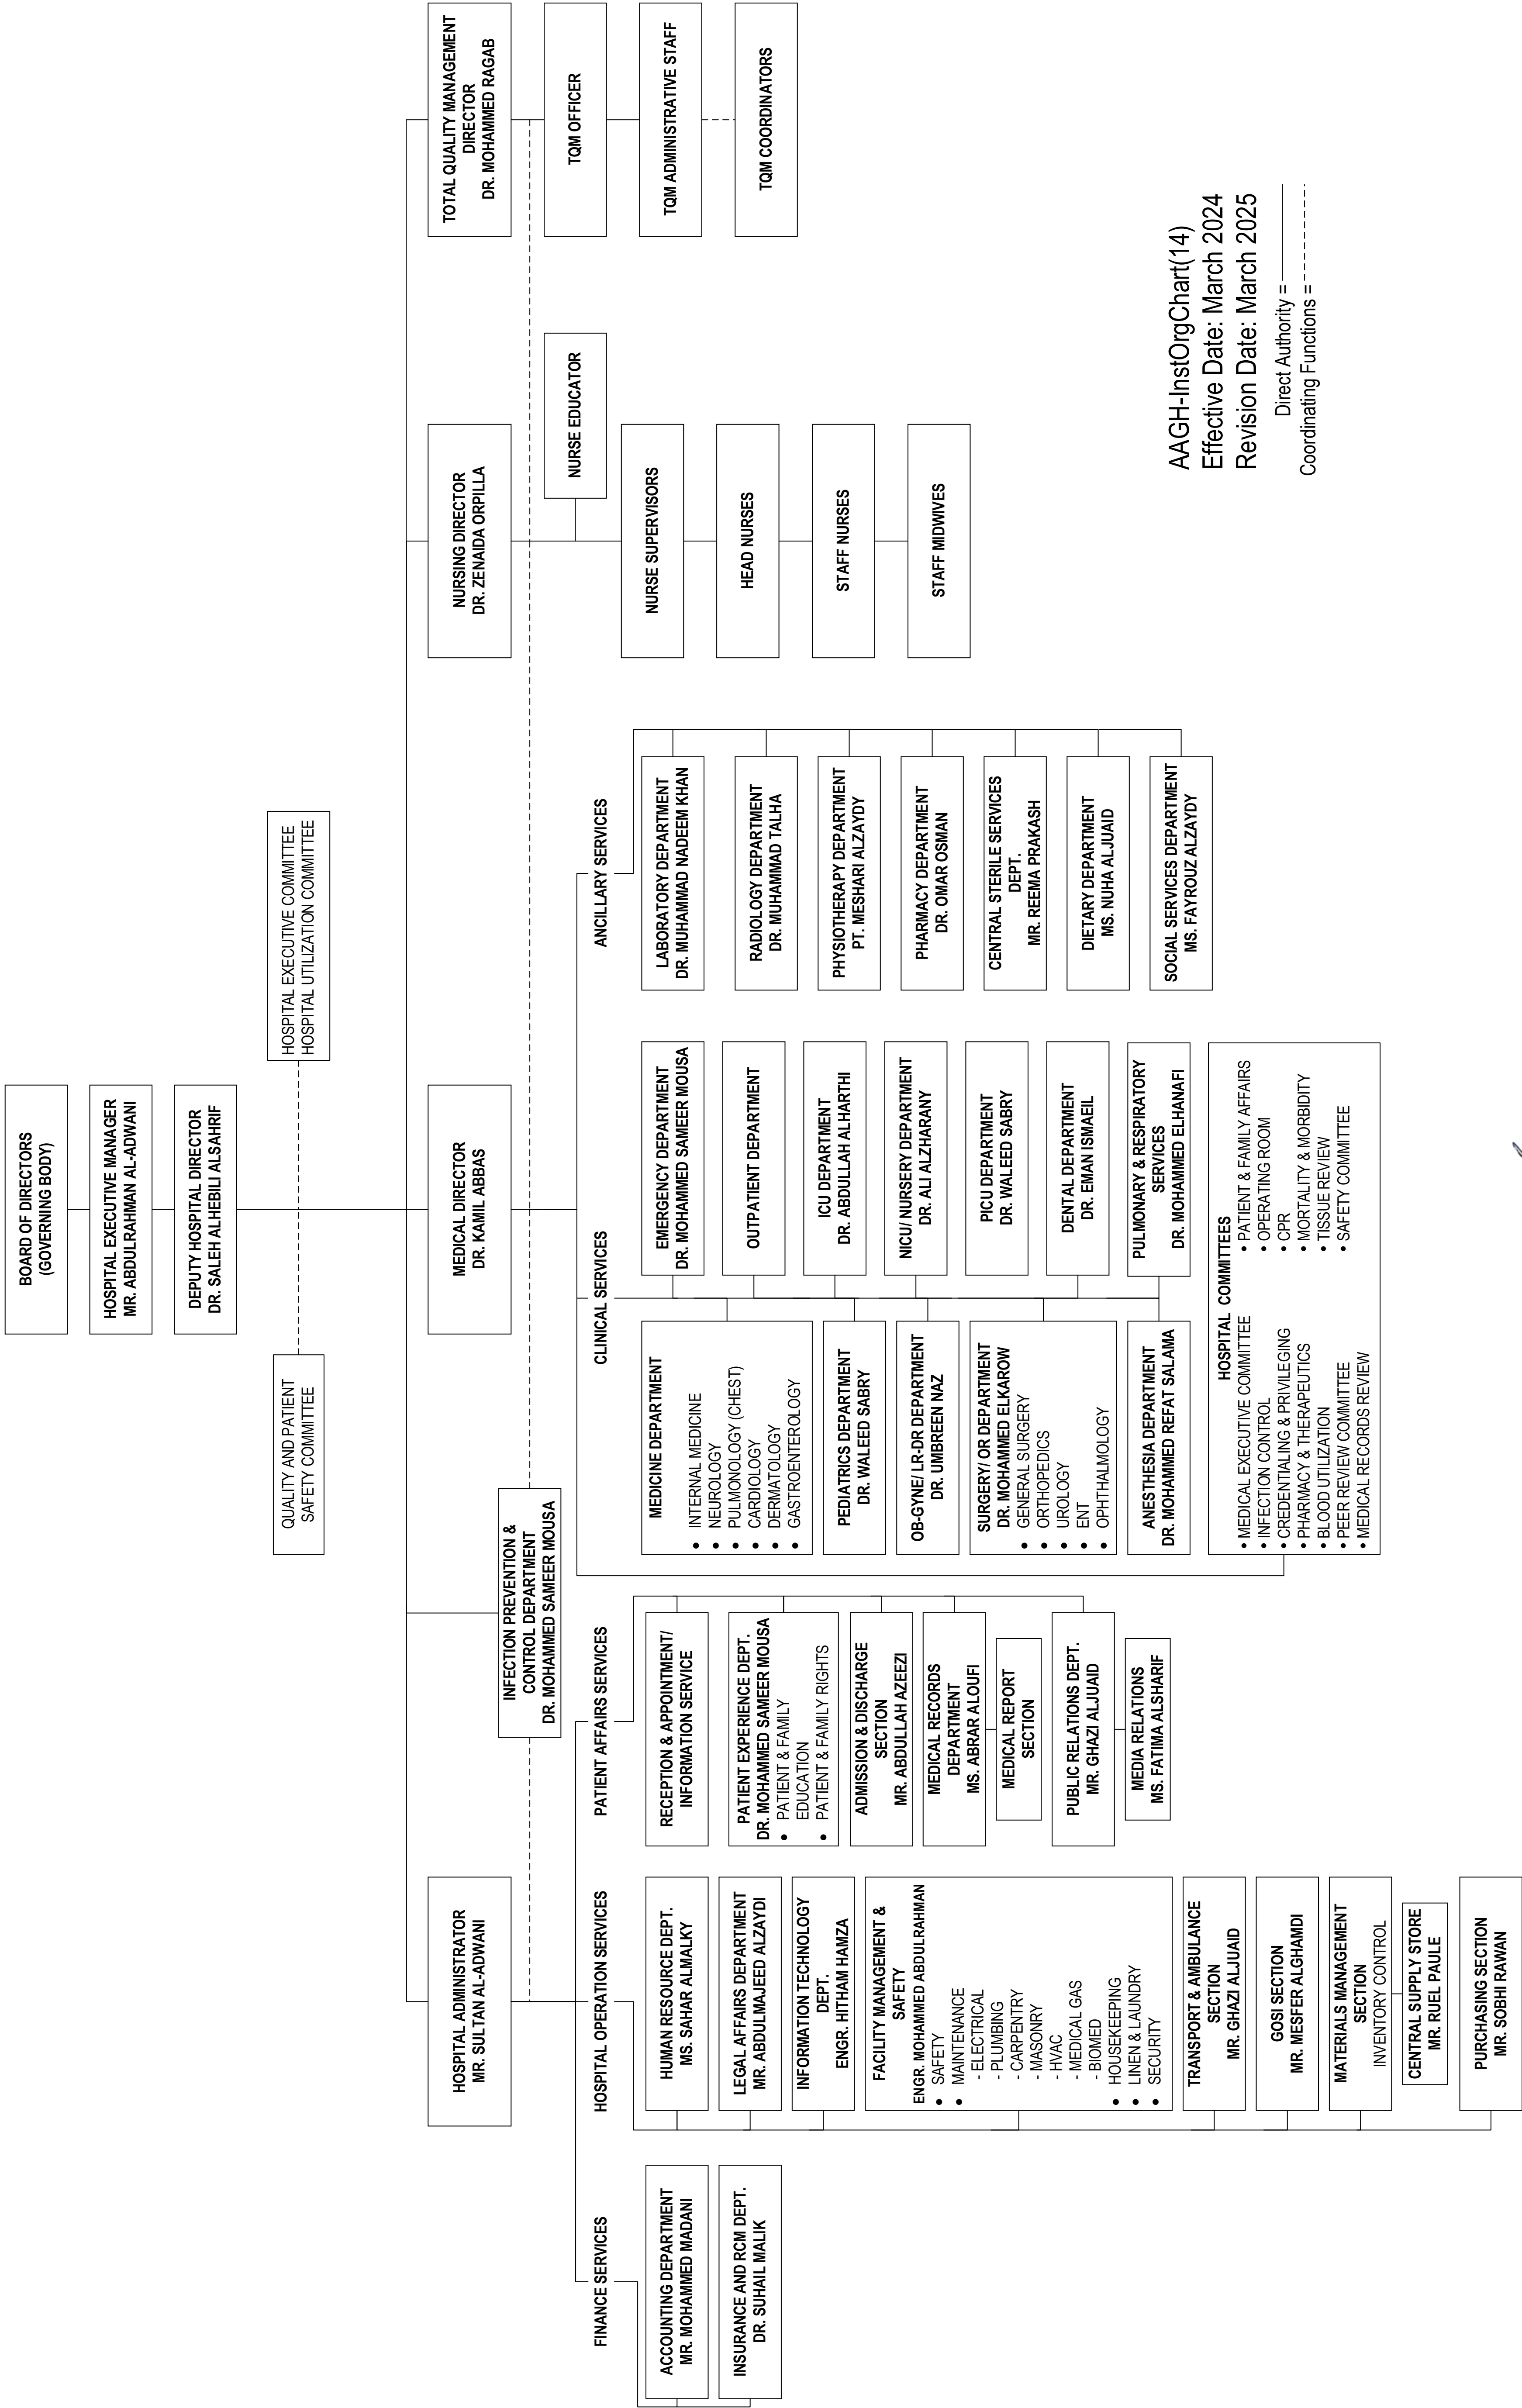 BOARD OF DIRECTORS
(GOVERNING BODY)
HOSPITAL EXECUTIVE MANAGER
MR. ABDULRAHMAN AL-ADWANI
DEPUTY HOSPITAL DIRECTOR
DR. SALEH ALHEBILI ALSAHRIF
QUALITY AND PATIENT
SAFETY COMMITTEE
HOSPITAL EXECUTIVE COMMITTEE
HOSPITAL UTILIZATION COMMITTEE
HOSPITAL ADMINISTRATOR
MR. SULTAN AL-ADWANI
MEDICAL DIRECTOR
DR. KAMIL ABBAS
NURSING DIRECTOR
DR. ZENAIDA ORPILLA
TOTAL QUALITY MANAGEMENT
DIRECTOR
DR. MOHAMMED RAGAB
INFECTION PREVENTION &
CONTROL DEPARTMENT
DR. MOHAMMED SAMEER MOUSA
FINANCE SERVICES
ACCOUNTING DEPARTMENT
MR. MOHAMMED MADANI
INSURANCE AND RCM DEPT.
DR. SUHAIL MALIK
HOSPITAL OPERATION SERVICES
HUMAN RESOURCE DEPT.
MS. SAHAR ALMALKY
LEGAL AFFAIRS DEPARTMENT
MR. ABDULMAJEED ALZAYDI
INFORMATION TECHNOLOGY
DEPT.
ENGR. HITHAM HAMZA
FACILITY MANAGEMENT &
SAFETY
ENGR. MOHAMMED ABDULRAHMAN
• SAFETY
• MAINTENANCE
- ELECTRICAL
- PLUMBING
- CARPENTRY
- MASONRY
- HVAC
- MEDICAL GAS
- BIOMED
• HOUSEKEEPING
• LINEN & LAUNDRY
• SECURITY
TRANSPORT & AMBULANCE
SECTION
MR. GHAZI ALJUAID
GOSI SECTION
MR. MESFER ALGHAMDI
MATERIALS MANAGEMENT
SECTION
INVENTORY CONTROL
CENTRAL SUPPLY STORE
MR. RUEL PAULE
PURCHASING SECTION
MR. SOBHI RAWAN
PATIENT AFFAIRS SERVICES
RECEPTION & APPOINTMENT/
INFORMATION SERVICE
PATIENT EXPERIENCE DEPT.
DR. MOHAMMED SAMEER MOUSA
• PATIENT & FAMILY
EDUCATION
• PATIENT & FAMILY RIGHTS
ADMISSION & DISCHARGE
SECTION
MR. ABDULLAH AZEEZI
MEDICAL RECORDS
DEPARTMENT
MS. ABRAR ALOUFI
MEDICAL REPORT
SECTION
PUBLIC RELATIONS DEPT.
MR. GHAZI ALJUAID
MEDIA RELATIONS
MS. FATIMA ALSHARIF
CLINICAL SERVICES
MEDICINE DEPARTMENT
• INTERNAL MEDICINE
• NEUROLOGY
• PULMONOLOGY (CHEST)
• CARDIOLOGY
• DERMATOLOGY
• GASTROENTEROLOGY
PEDIATRICS DEPARTMENT
DR. WALEED SABRY
OB-GYNE/ LR-DR DEPARTMENT
DR. UMBREEN NAZ
SURGERY/ OR DEPARTMENT
DR. MOHAMMED ELKAROW
• GENERAL SURGERY
• ORTHOPEDICS
• UROLOGY
• ENT
• OPHTHALMOLOGY
ANESTHESIA DEPARTMENT
DR. MOHAMMED REFAT SALAMA
EMERGENCY DEPARTMENT
DR. MOHAMMED SAMEER MOUSA
OUTPATIENT DEPARTMENT
ICU DEPARTMENT
DR. ABDULLAH ALHARTHI
NICU/ NURSERY DEPARTMENT
DR. ALI ALZHARANY
PICU DEPARTMENT
DR. WALEED SABRY
DENTAL DEPARTMENT
DR. EMAN ISMAEIL
PULMONARY & RESPIRATORY
SERVICES
DR. MOHAMMED ELHANAFI
HOSPITAL COMMITTEES
• MEDICAL EXECUTIVE COMMITTEE
• INFECTION CONTROL
• CREDENTIALING & PRIVILEGING
• PHARMACY & THERAPEUTICS
• BLOOD UTILIZATION
• PEER REVIEW COMMITTEE
• MEDICAL RECORDS REVIEW
• PATIENT & FAMILY AFFAIRS
• OPERATING ROOM
• CPR
• MORTALITY & MORBIDITY
• TISSUE REVIEW
• SAFETY COMMITTEE
ANCILLARY SERVICES
LABORATORY DEPARTMENT
DR. MUHAMMAD NADEEM KHAN
RADIOLOGY DEPARTMENT
DR. MUHAMMAD TALHA
PHYSIOTHERAPY DEPARTMENT
PT. MESHARI ALZAYDY
PHARMACY DEPARTMENT
DR. OMAR OSMAN
CENTRAL STERILE SERVICES
DEPT.
MR. REEMA PRAKASH
DIETARY DEPARTMENT
MS. NUHA ALJUAID
SOCIAL SERVICES DEPARTMENT
MS. FAYROUZ ALZAYDY
NURSE EDUCATOR
NURSE SUPERVISORS
HEAD NURSES
STAFF NURSES
STAFF MIDWIVES
TQM OFFICER
TQM ADMINISTRATIVE STAFF
TQM COORDINATORS
AAGH-InstOrgChart(14)
Effective Date: March 2024
Revision Date: March 2025
Direct Authority =
Coordinating Functions =